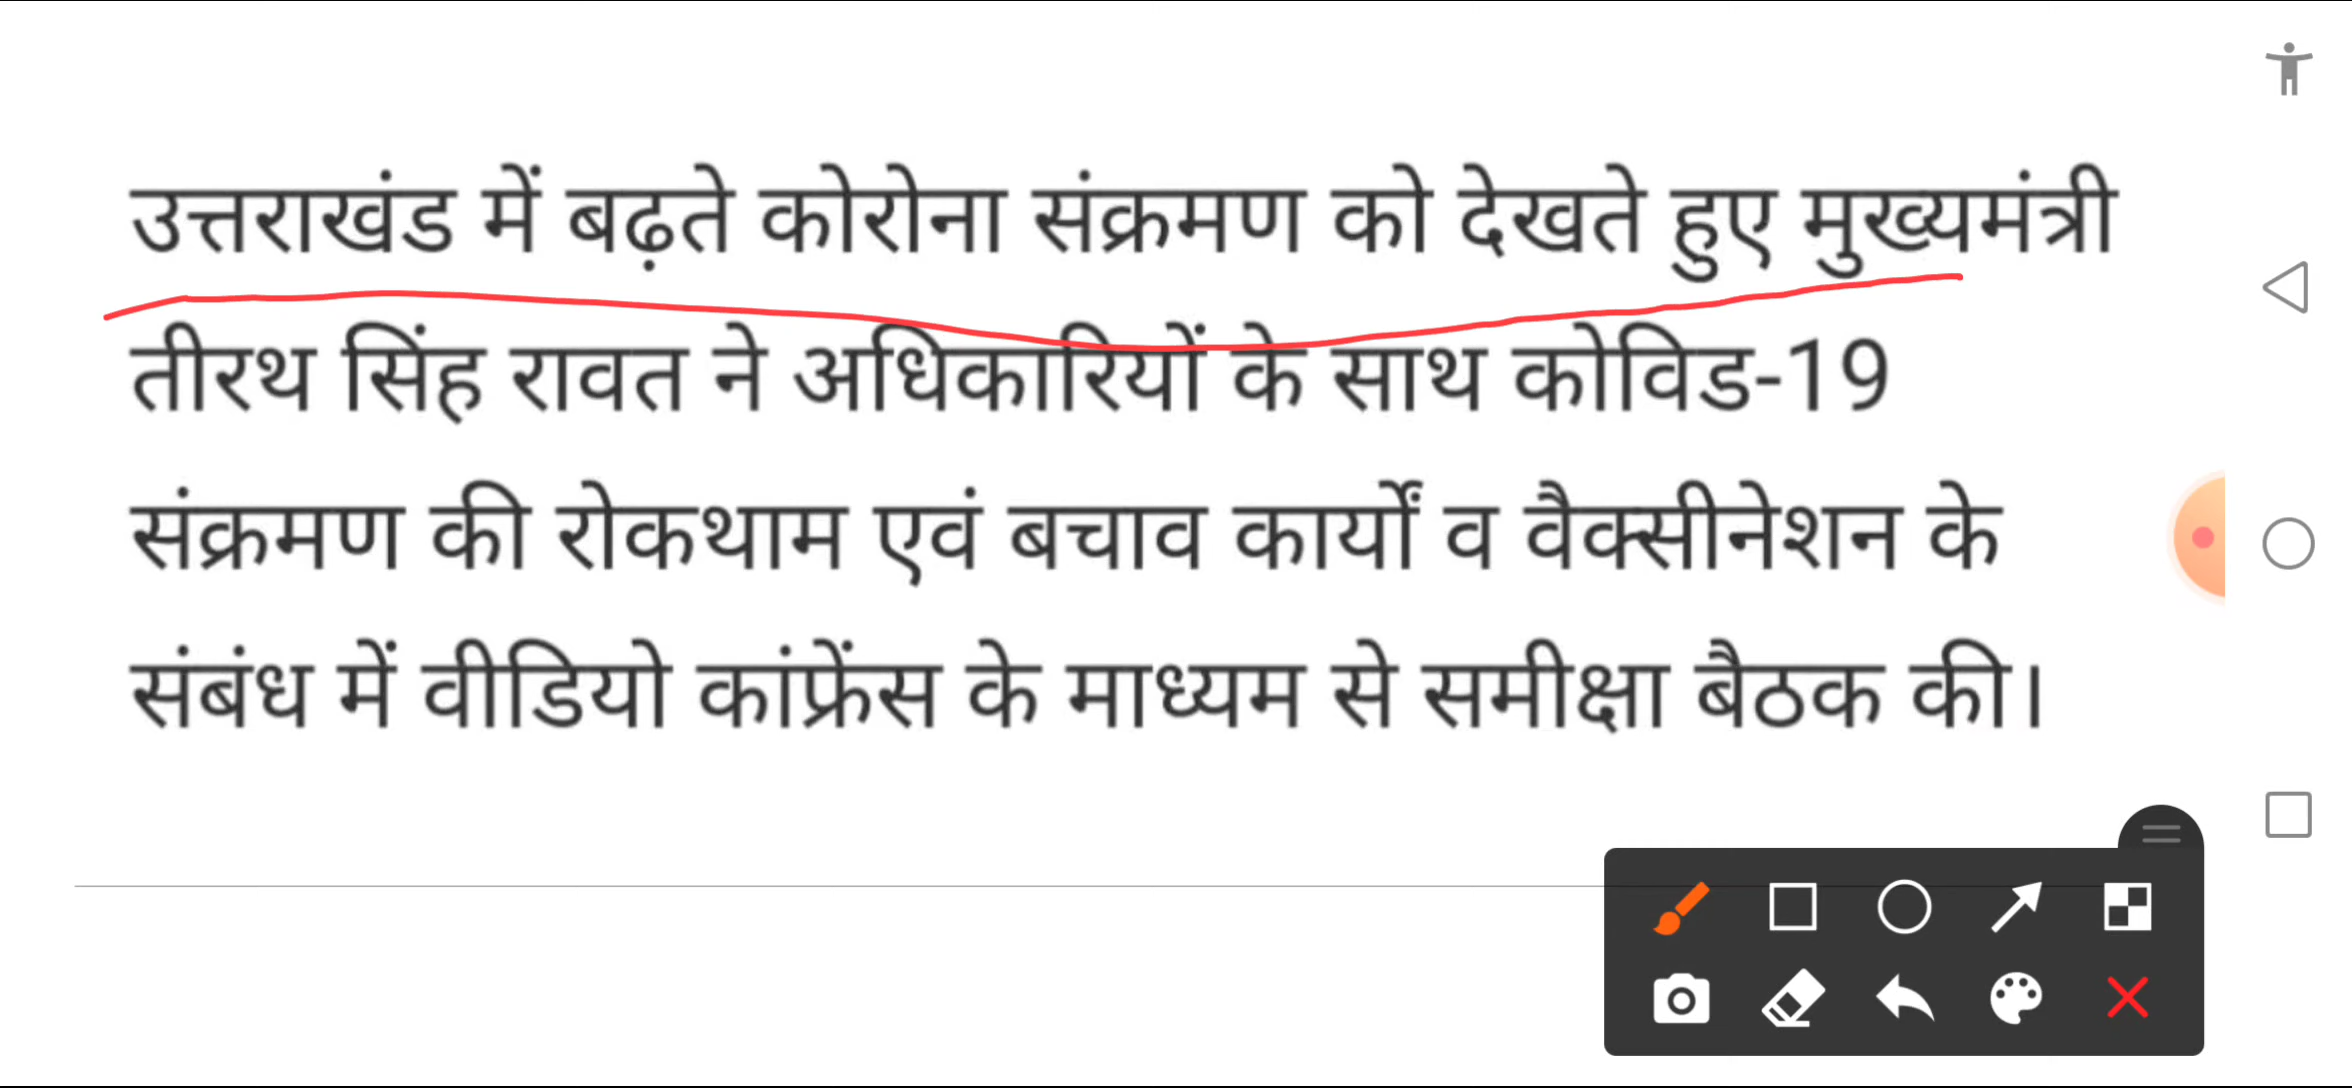 उत्तराखंड में बढ़ते कोरोना संक्रमण को देखते हुए मुख्यमंत्री
तीरथ सिंह रावत ने अधिकारियों के साथ कोविड-19
संक्रमण की रोकथाम एवं बचाव कार्यों व वैक्सीनेशन के
संबंध में वीडियो कांफ्रेंस के माध्यम से समीक्षा बैठक की।